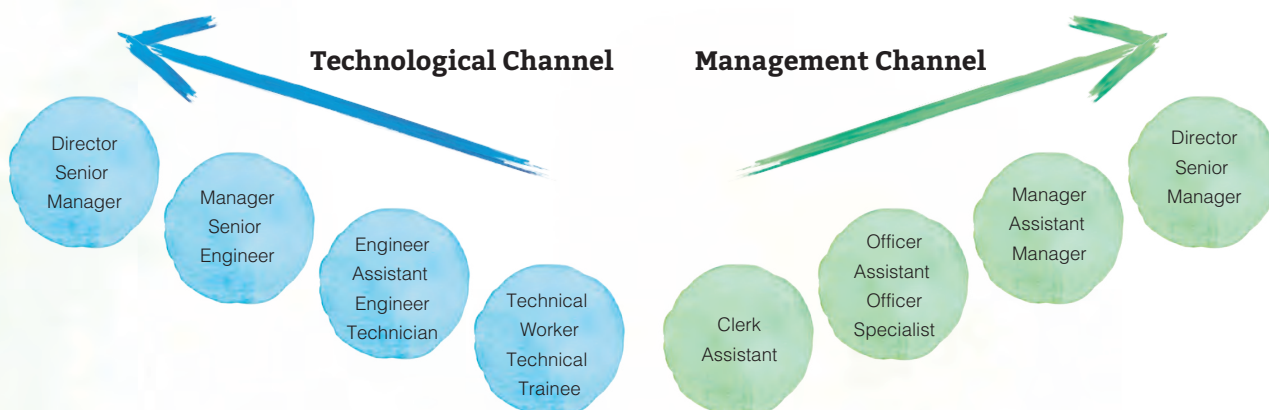 Technological Channel
Management Channel
Director
Senior
Manager
Manager
Senior
Engineer
Engineer
Assistant
Engineer
Technician
Technical
Worker
Technical
Trainee
Clerk
Assistant
Officer
Assistant
Officer
Specialist
Manager
Assistant
Manager
Director
Senior
Manager